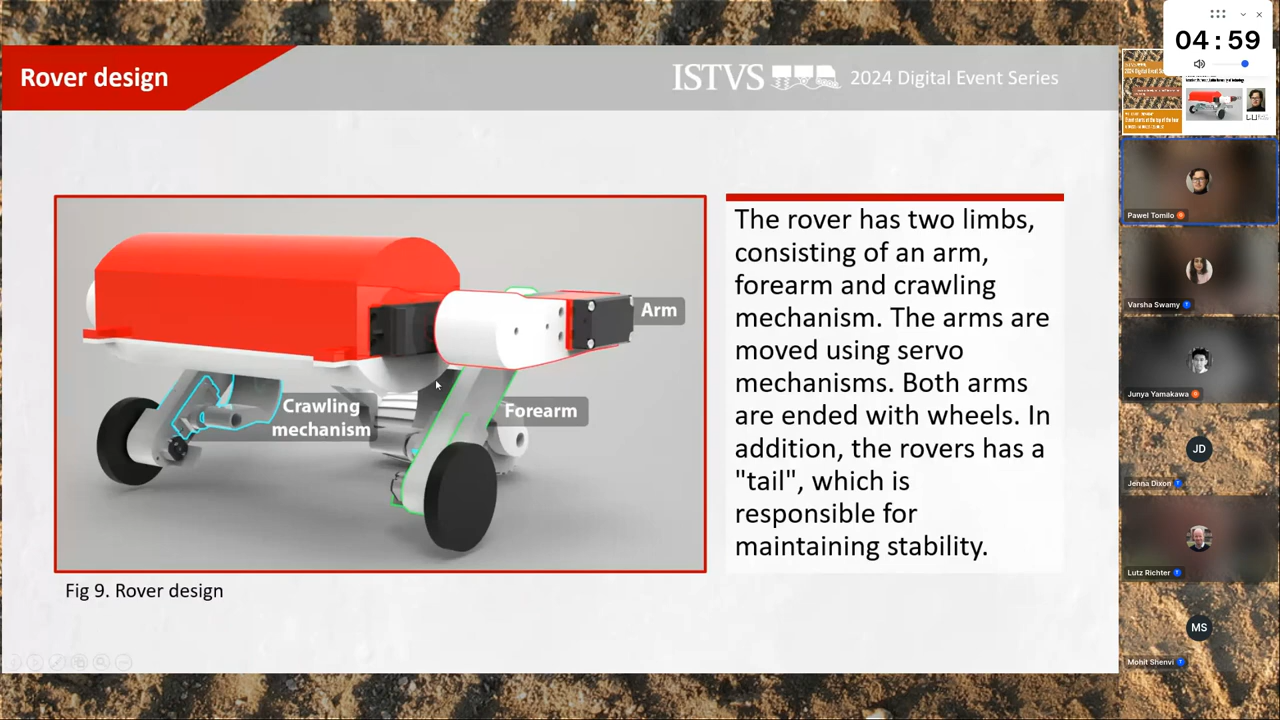 Rover design
ISTVS 2024 Digital Event Series
04:59
Arm
Crawling
mechanism
Forearm
Fig 9. Rover design
The rover has two limbs,
consisting of an arm,
forearm and crawling
mechanism. The arms are
moved using servo
mechanisms. Both arms
are ended with wheels. In
addition, the rovers has a
"tail", which is
responsible for
maintaining stability.
Pawel Tomilo
Varsha Swamy
Junya Yamakawa
JD
Jenna Dixon
Lutz Richter
MS
Mohit Shenvi